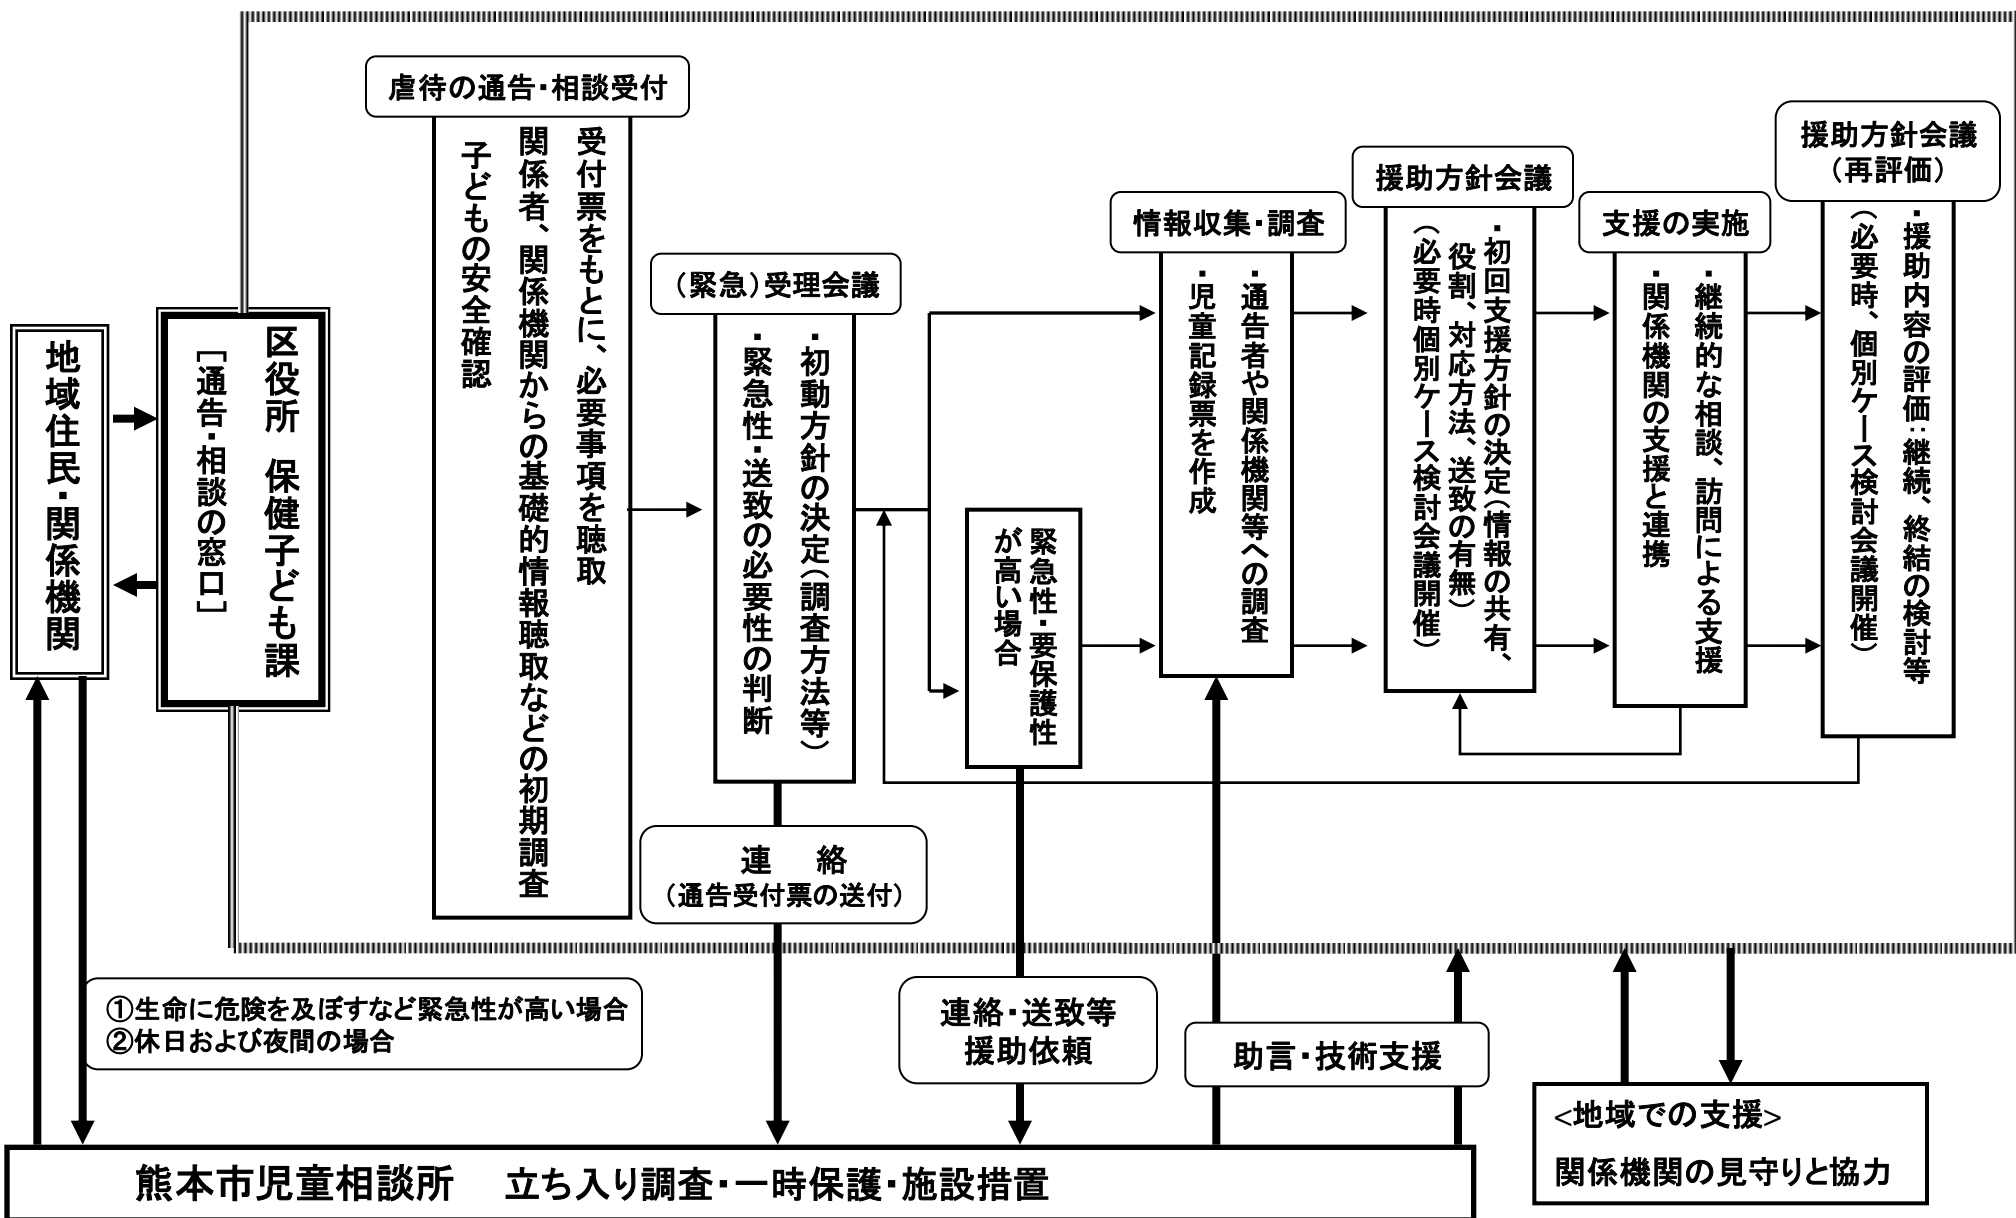 地域住民・関係機関
区役所　保健子ども課
［通告・相談の窓口］
虐待の通告・相談受付
受付票をもとに、必要事項を聴取
関係者、関係機関からの基礎的情報聴取などの初期調査
子どもの安全確認
（緊急）受理会議
・初動方針の決定（調査方法等）
・緊急性・送致の必要性の判断
緊急性・要保護性
が高い場合
情報収集・調査
・通告者や関係機関等への調査
・児童記録票を作成
援助方針会議
・初回支援方針の決定（情報の共有、
役割、対応方法、送致の有無）
（必要時個別ケース検討会議開催）
支援の実施
・継続的な相談、訪問による支援
・関係機関の支援と連携
援助方針会議
（再評価）
・援助内容の評価：継続、終結の検討等
（必要時、個別ケース検討会議開催）
連　絡
（通告受付票の送付）
①生命に危険を及ぼすなど緊急性が高い場合
②休日および夜間の場合
連絡・送致等
援助依頼
助言・技術支援
<地域での支援>
関係機関の見守りと協力
熊本市児童相談所　立ち入り調査・一時保護・施設措置